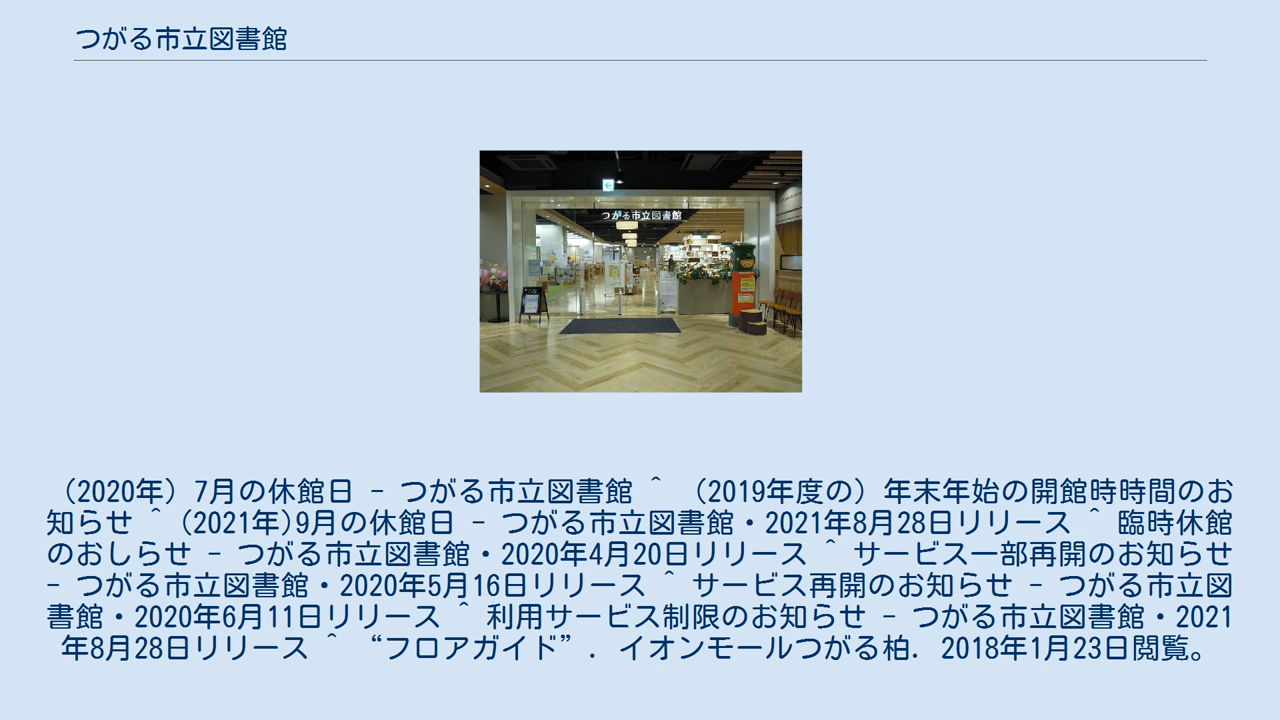 つがる市立図書館
つがる市立図書館
（2020年）7月の休館日 - つがる市立図書館 ^ （2019年度の）年末年始の開館時時間のお
知らせ ^ (2021年)9月の休館日 - つがる市立図書館・2021年8月28日リリース ^ 臨時休館
のおしらせ - つがる市立図書館・2020年4月20日リリース ^ サービス一部再開のお知らせ
- つがる市立図書館・2020年5月16日リリース ^ サービス再開のお知らせ - つがる市立図
書館・2020年6月11日リリース ^ 利用サービス制限のお知らせ - つがる市立図書館・2021
年8月28日リリース ^ “フロアガイド”. イオンモールつがる柏. 2018年1月23日閲覧。